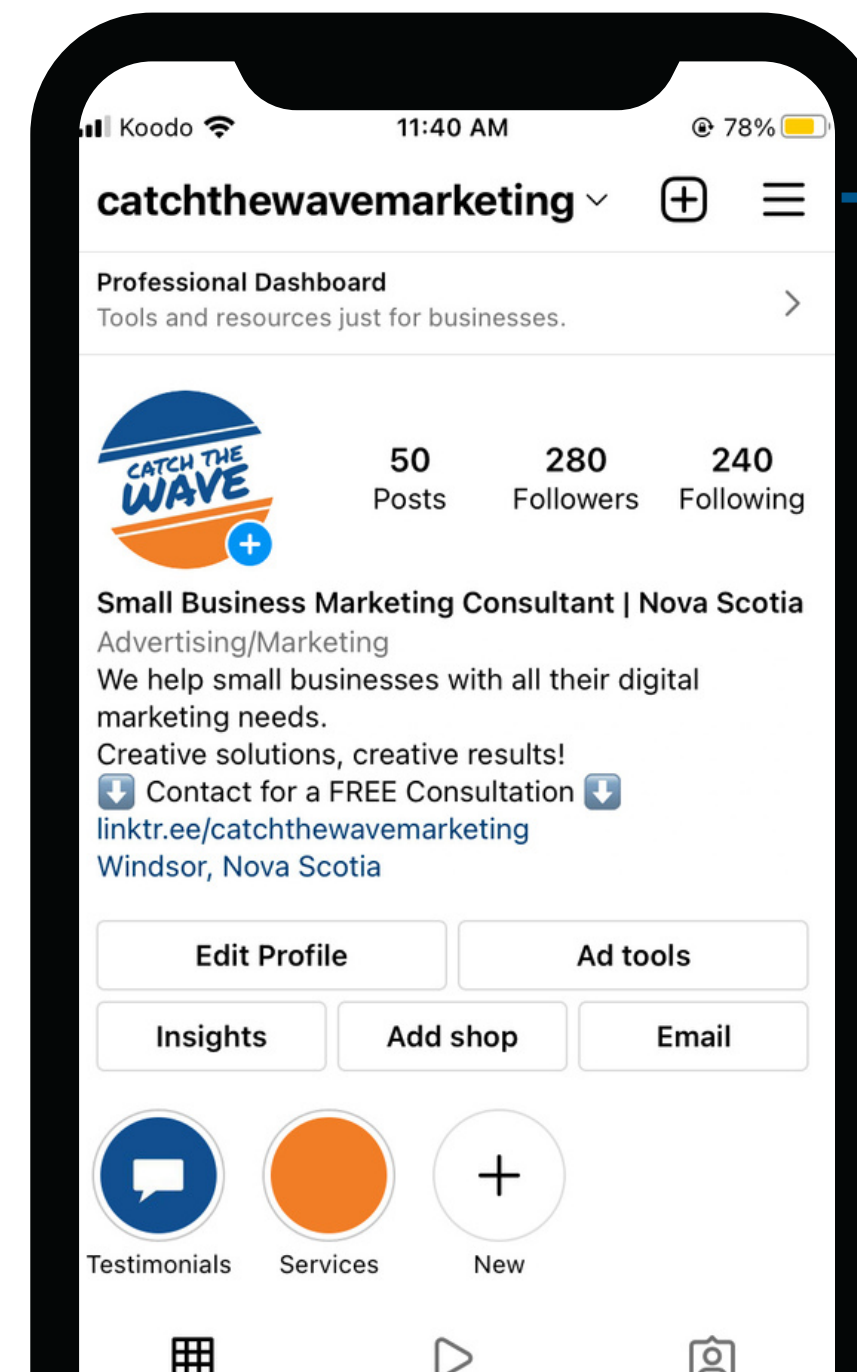 Koodo 11:40 AM 78%
catchthewavemarketing
Professional Dashboard
Tools and resources just for businesses.
CATCH THE
WAVE
50 280 240
Posts Followers Following
Small Business Marketing Consultant | Nova Scotia
Advertising/Marketing
We help small businesses with all their digital
marketing needs.
Creative solutions, creative results!
⬇️ Contact for a FREE Consultation ⬇️
linktr.ee/catchthewavemarketing
Windsor, Nova Scotia
Edit Profile Ad tools
Insights Add shop Email
Testimonials Services New